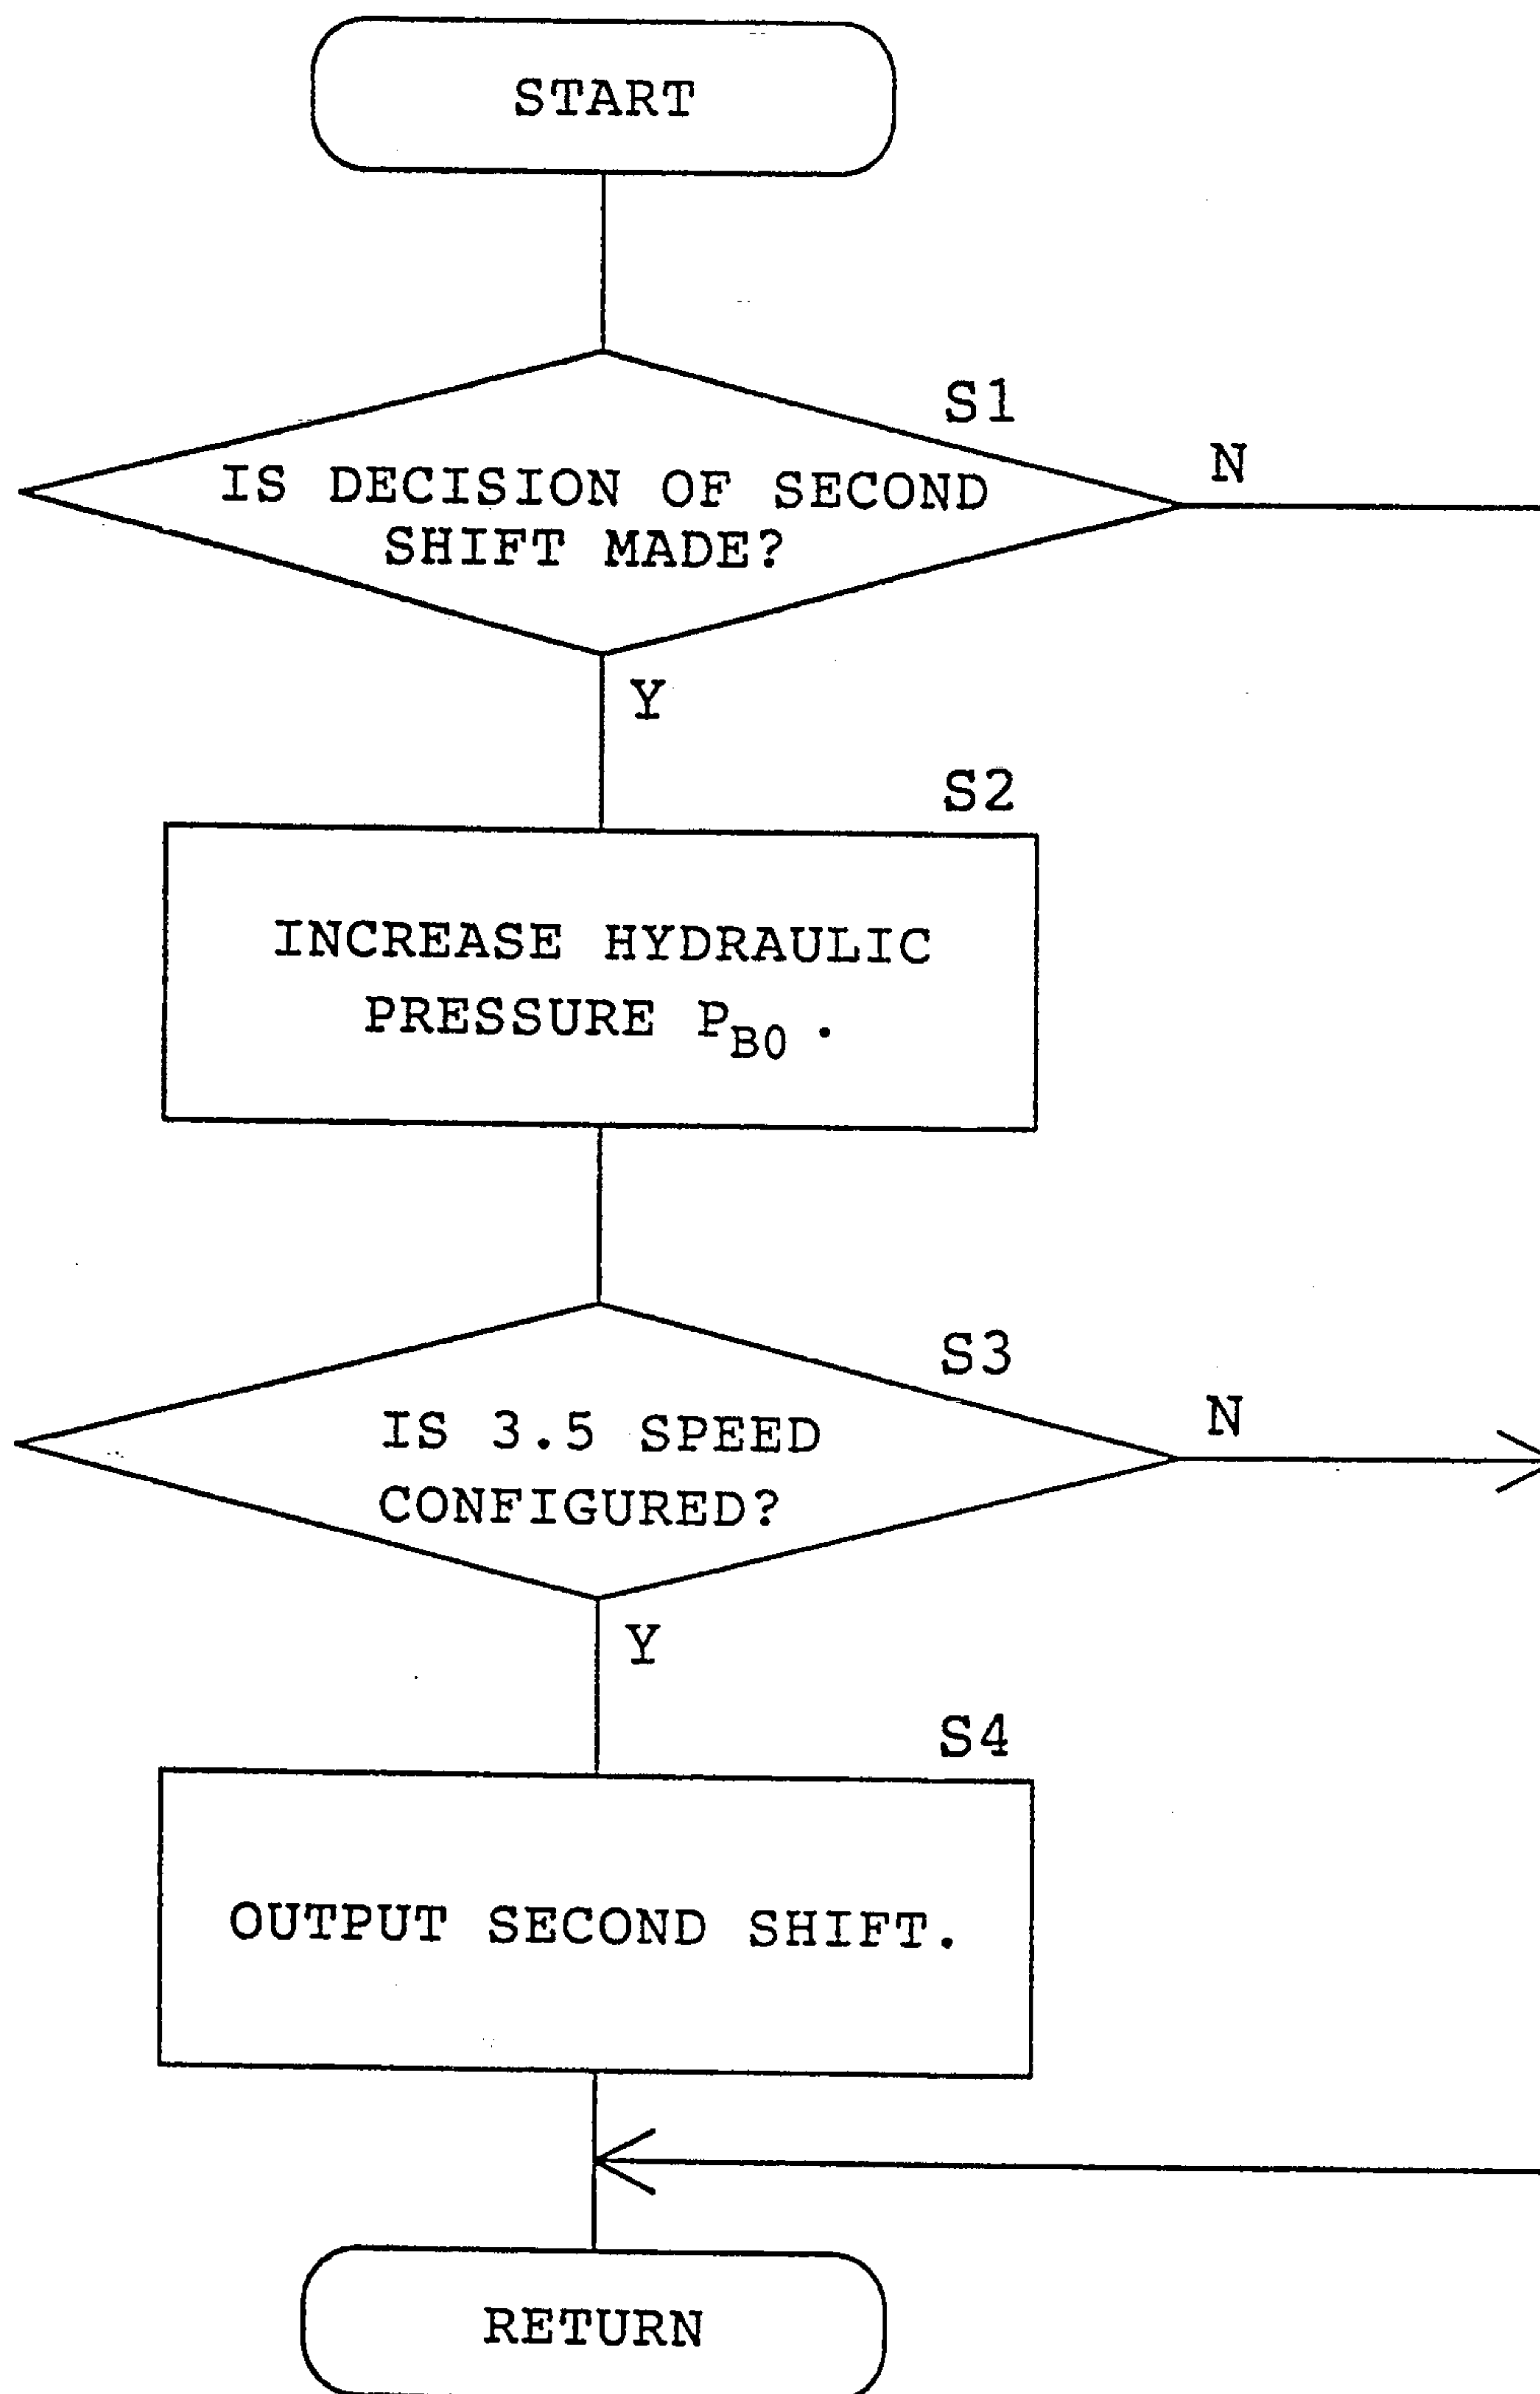 START
S1
N
IS DECISION OF SECOND
SHIFT MADE?
Y
S2
INCREASE HYDRAULIC
PRESSURE PB0 .
S3
N
IS 3.5 SPEED
CONFIGURED?
Y
S4
OUTPUT SECOND SHIFT.
RETURN